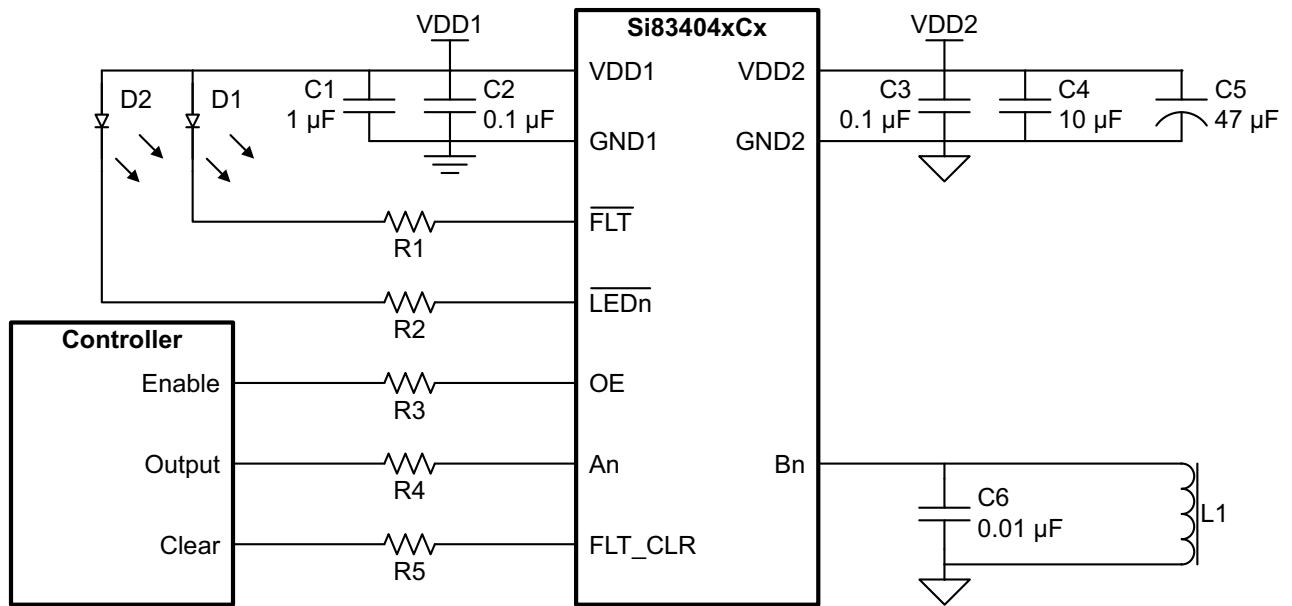 VDD1
Si83404xCx
VDD2
D2
D1
C1
1 µF
C2
0.1 µF
VDD1
VDD2
C3
0.1 µF
C4
10 µF
C5
47 µF
GND1
GND2
FLT
R1
LEDn
R2
Controller
Enable
R3
OE
Output
R4
An
Bn
C6
0.01 µF
L1
Clear
R5
FLT_CLR